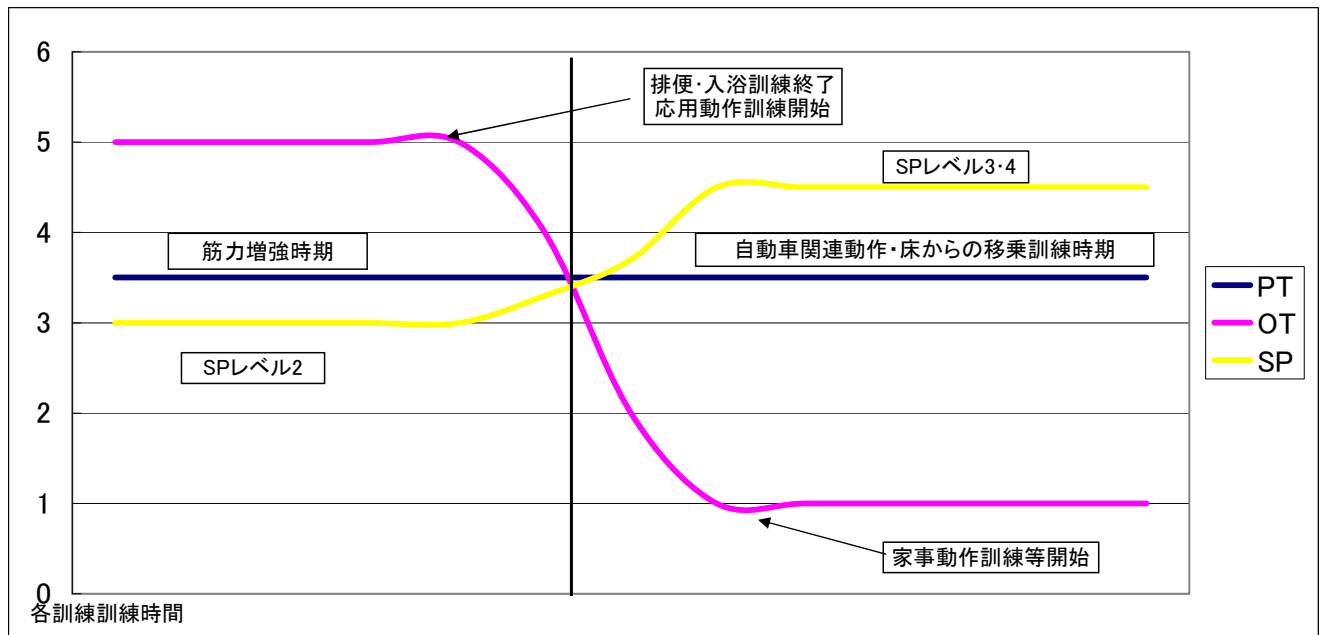 6
排便・入浴訓練終了
応用動作訓練開始
5
SPレベル3・4
4
筋力増強時期
自動車関連動作・床からの移乗訓練時期
PT
OT
SP
3
SPレベル2
2
1
家事動作訓練等開始
0
各訓練訓練時間